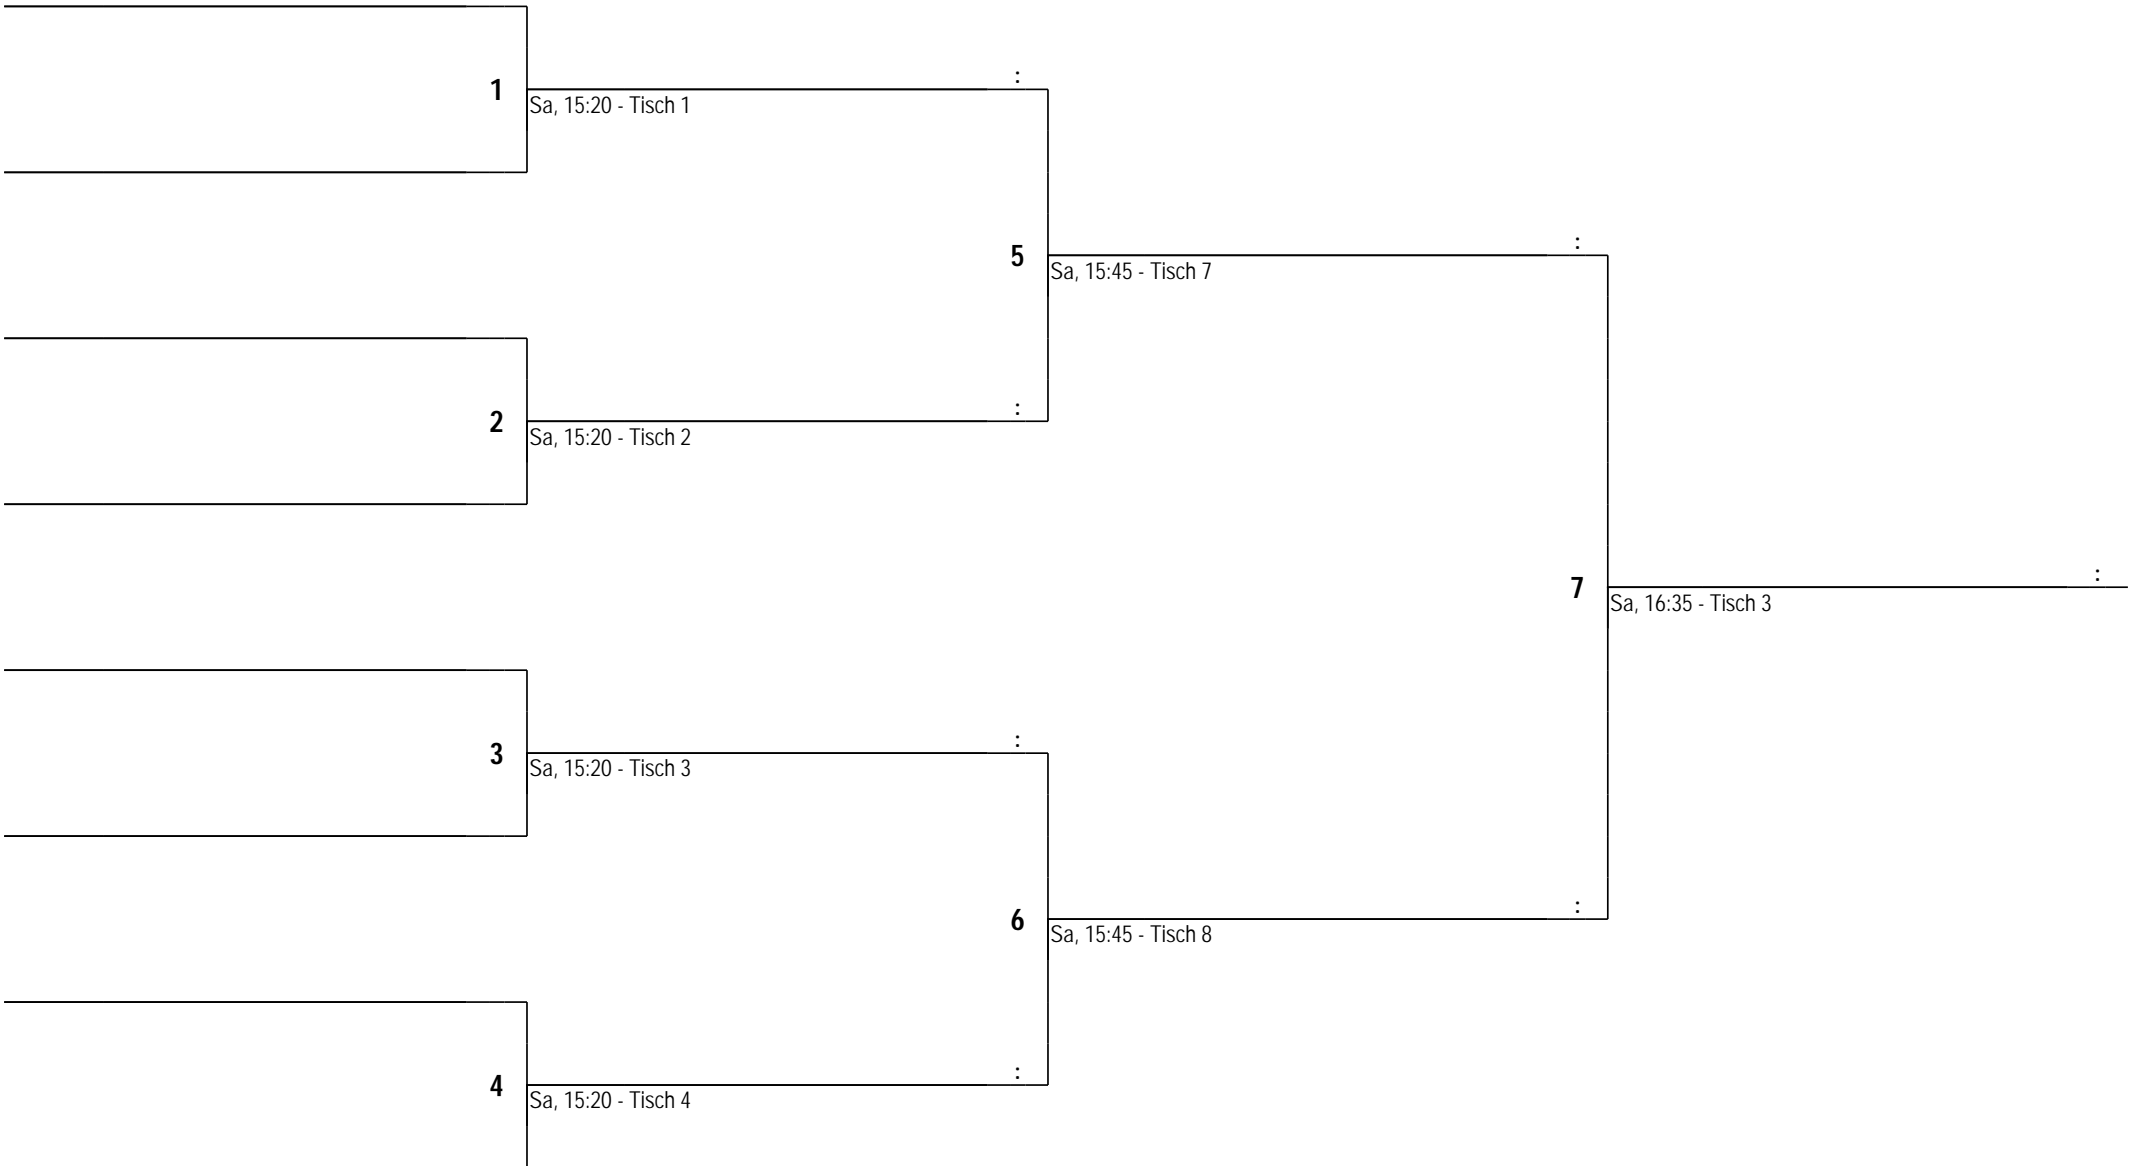 :
1
Sa, 15:20 - Tisch 1
:
5
Sa, 15:45 - Tisch 7
:
2
Sa, 15:20 - Tisch 2
:
7
Sa, 16:35 - Tisch 3
:
3
Sa, 15:20 - Tisch 3
:
6
Sa, 15:45 - Tisch 8
:
4
Sa, 15:20 - Tisch 4